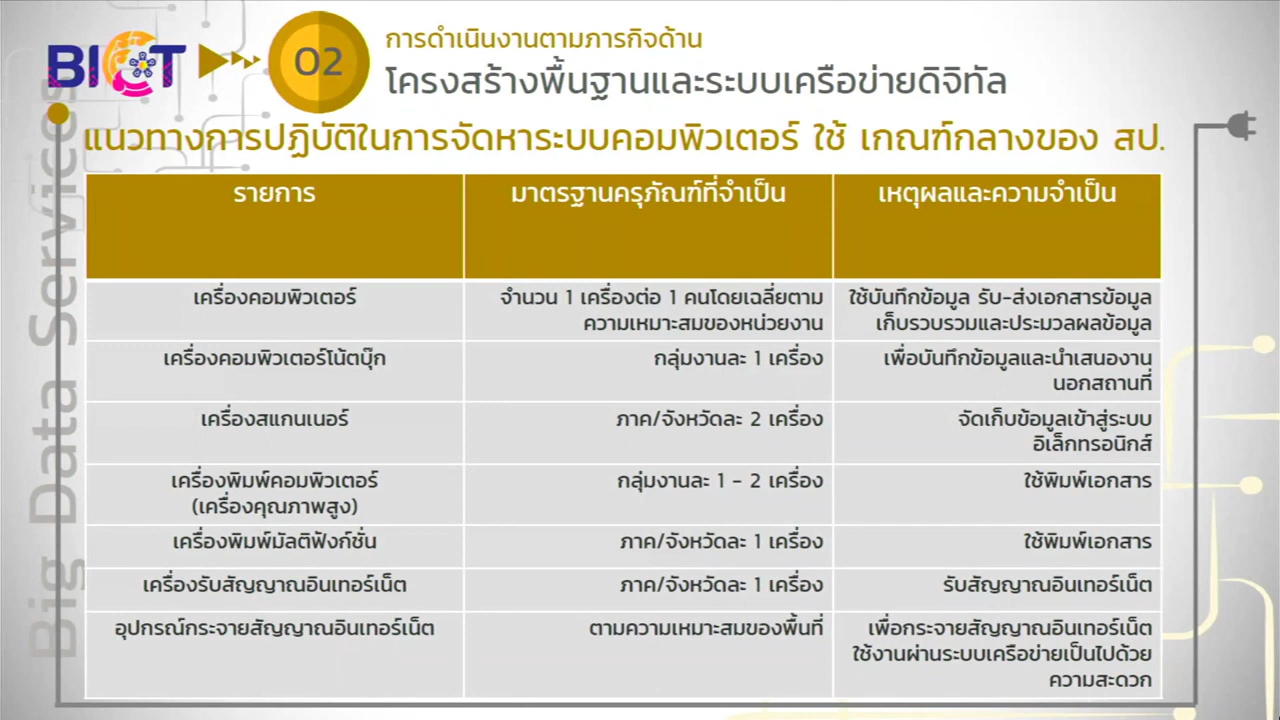 BICT
02
การดำเนินงานตามภารกิจด้าน
โครงสร้างพื้นฐานและระบบเครือข่ายดิจิทัล
แนวทางการปฏิบัติในการจัดหาระบบคอมพิวเตอร์ ใช้ เกณฑ์กลางของ สป.
Big Data Services
รายการ
มาตรฐานครุภัณฑ์ที่จำเป็น
เหตุผลและความจำเป็น
เครื่องคอมพิวเตอร์
จำนวน 1 เครื่องต่อ 1 คนโดยเฉลี่ยตาม
ความเหมาะสมของหน่วยงาน
ใช้บันทึกข้อมูล รับ-ส่งเอกสารข้อมูล
เก็บรวบรวมและประมวลผลข้อมูล
เครื่องคอมพิวเตอร์โน้ตบุ๊ก
กลุ่มงานละ 1 เครื่อง
เพื่อบันทึกข้อมูลและนำเสนองาน
นอกสถานที่
เครื่องสแกนเนอร์
ภาค/จังหวัดละ 2 เครื่อง
จัดเก็บข้อมูลเข้าสู่ระบบ
อิเล็กทรอนิกส์
เครื่องพิมพ์คอมพิวเตอร์
(เครื่องคุณภาพสูง)
กลุ่มงานละ 1 - 2 เครื่อง
ใช้พิมพ์เอกสาร
เครื่องพิมพ์มัลติฟังก์ชั่น
ภาค/จังหวัดละ 1 เครื่อง
ใช้พิมพ์เอกสาร
เครื่องรับสัญญาณอินเทอร์เน็ต
ภาค/จังหวัดละ 1 เครื่อง
รับสัญญาณอินเทอร์เน็ต
อุปกรณ์กระจายสัญญาณอินเทอร์เน็ต
ตามความเหมาะสมของพื้นที่
เพื่อกระจายสัญญาณอินเทอร์เน็ต
ใช้งานผ่านระบบเครือข่ายเป็นไปด้วย
ความสะดวก